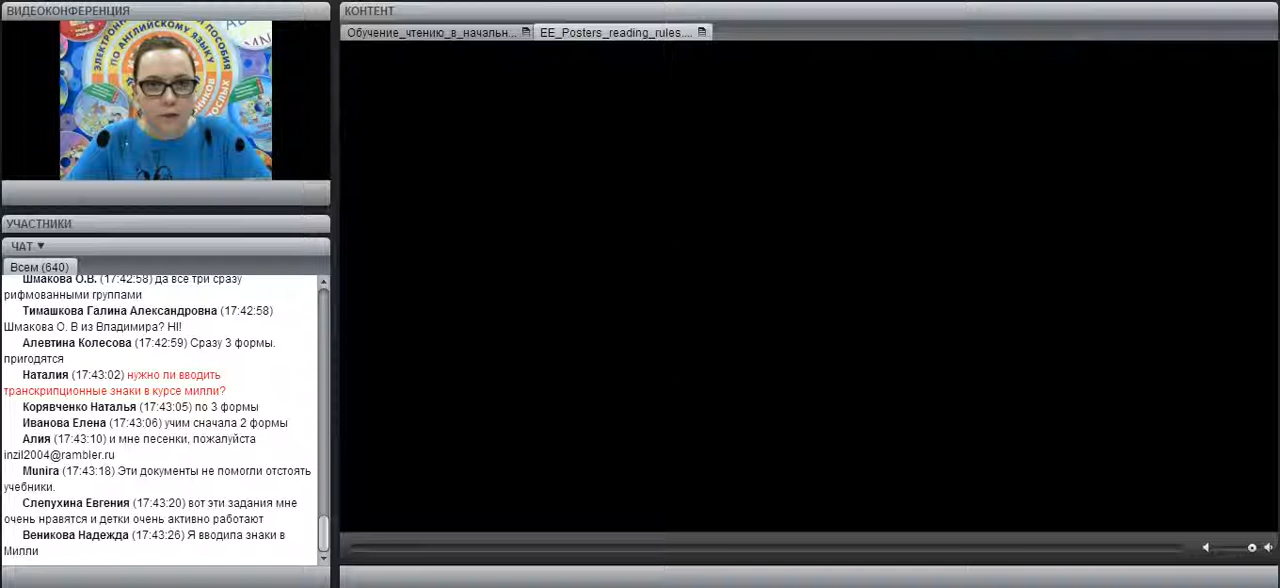 ВИДЕОКОНФЕРЕНЦИЯ
ЭЛЕКТРОННЫЕ ПОСОБИЯ
ПО АНГЛИЙСКОМУ ЯЗЫКУ
УЧАСТНИКИ
ЧАТ ▼
Всем (640)
Шмакова О.В. (17:42:58) да все три сразу
рифмованными группами
Тимашкова Галина Александровна (17:42:58)
Шмакова О. В из Владимира? HI!
Алевтина Колесова (17:42:59) Сразу 3 формы.
пригодятся
Наталия (17:43:02) нужно ли вводить
транскрипционные знаки в курсе милли?
Корявченко Наталья (17:43:05) по 3 формы
Иванова Елена (17:43:06) учим сначала 2 формы
Алия (17:43:10) и мне песенки, пожалуйста
inzil2004@rambler.ru
Munira (17:43:18) Эти документы не помогли отстоять
учебники.
Слепухина Евгения (17:43:20) вот эти задания мне
очень нравятся и детки очень активно работают
Веникова Надежда (17:43:26) Я вводила знаки в
Милли
КОНТЕНТ
Обучение_чтению_в_начальн...
EE_Posters_reading_rules....